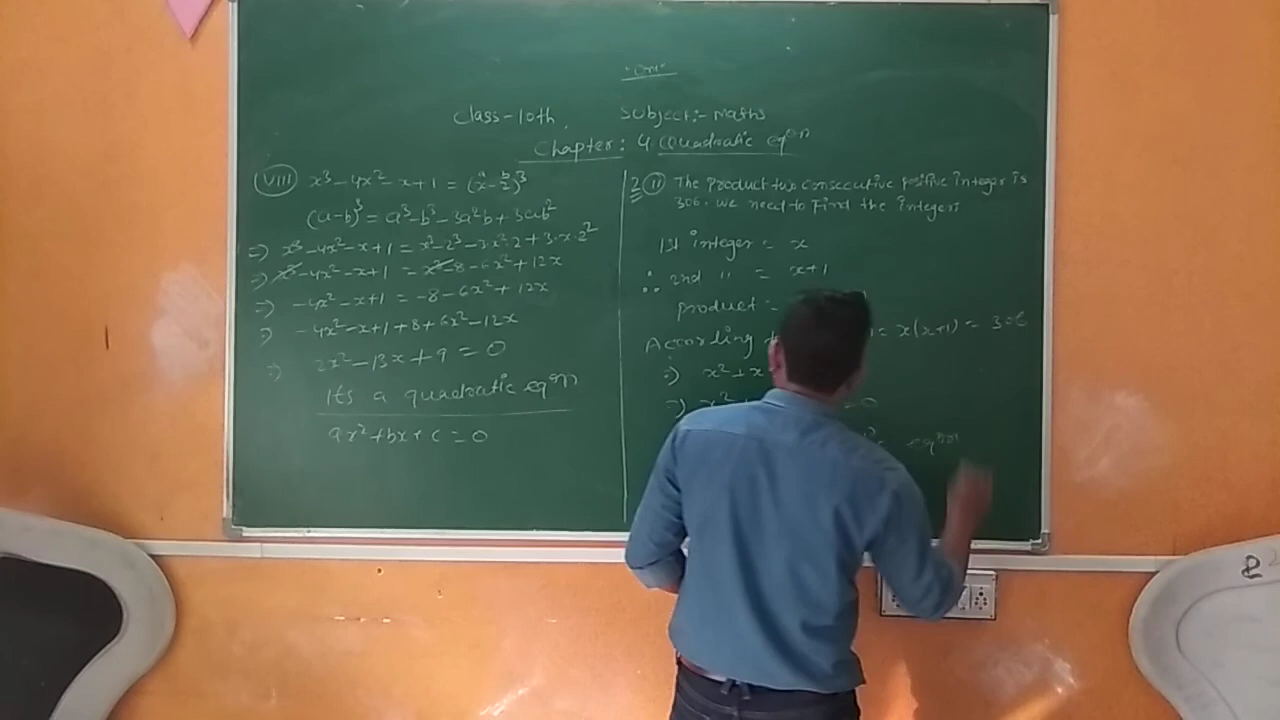 "Om"
Class-10th, Subject:- Maths
Chapter: 4. Quadratic eqⁿ
(VIII) x³-4x²-x+1 = (x-2)³
a b
(a-b)³ = a³-b³-3a²b+3ab²
=) x³-4x²-x+1 = x³-2³-3·x²·2+3·x·2²
=) x³-4x²-x+1 = x³-8-6x²+12x
=) -4x²-x+1 = -8-6x²+12x
=) -4x²-x+1+8+6x²-12x
=) 2x²-13x+9=0
It's a quadratic eqⁿ
ax²+bx+c=0
2 (ii) The product two consecutive positive integer is
306. we need to find the integers
1st integer = x
∴ 2nd " = x+1
product =
According = x(x+1) = 306
=) x²+x
=) x²+ -0
eqⁿ
8